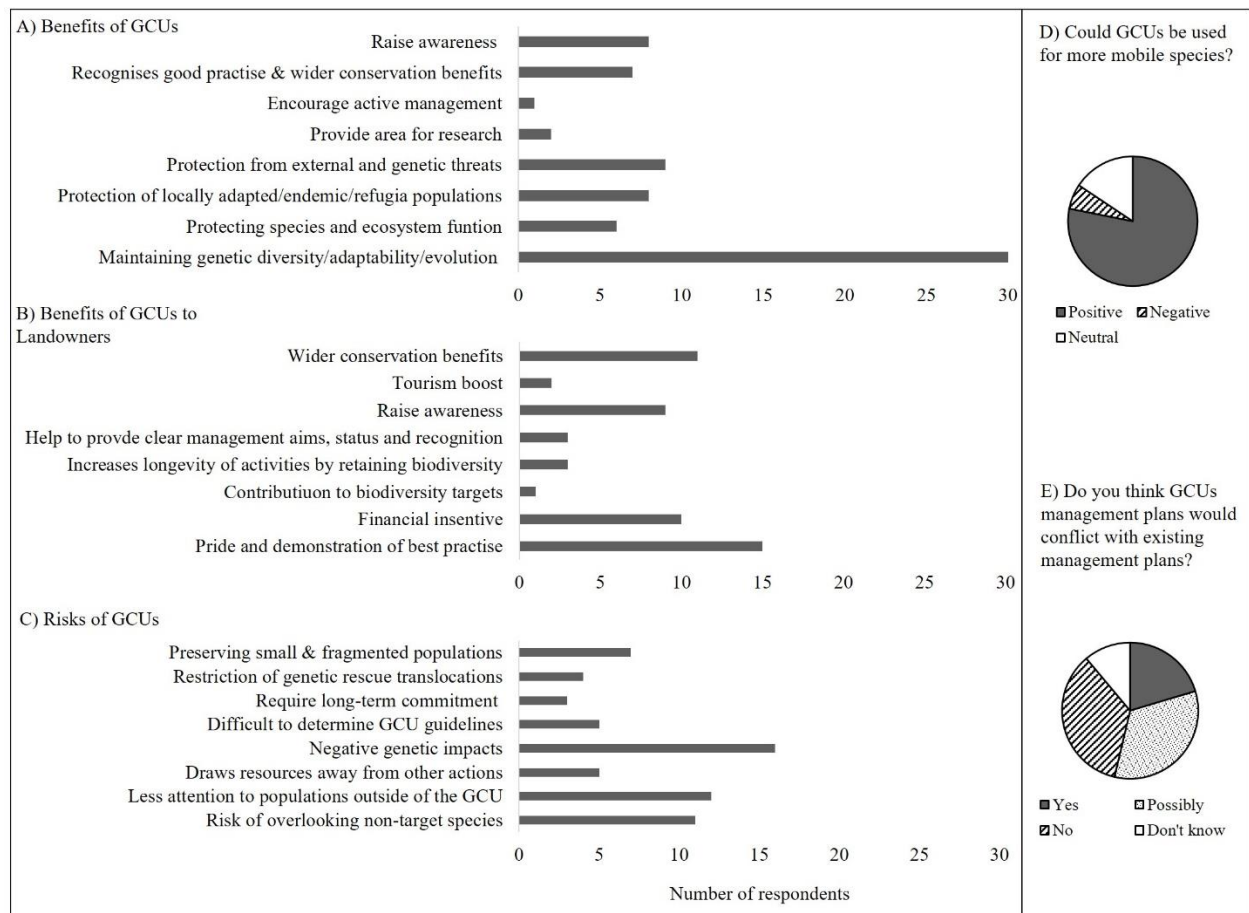 A) Benefits of GCUs
Raise awareness
Recognises good practise & wider conservation benefits
Encourage active management
Provide area for research
Protection from external and genetic threats
Protection of locally adapted/endemic/refugia populations
Protecting species and ecosystem funtion
Maintaining genetic diversity/adaptability/evolution
0 5 10 15 20 25 30
B) Benefits of GCUs to
Landowners
Wider conservation benefits
Tourism boost
Raise awareness
Help to provde clear management aims, status and recognition
Increases longevity of activities by retaining biodiversity
Contributiuon to biodiversity targets
Financial insentive
Pride and demonstration of best practise
0 5 10 15 20 25 30
C) Risks of GCUs
Preserving small & fragmented populations
Restriction of genetic rescue translocations
Require long-term commitment
Difficult to determine GCU guidelines
Negative genetic impacts
Draws resources away from other actions
Less attention to populations outside of the GCU
Risk of overlooking non-target species
0 5 10 15 20 25 30
Number of respondents
D) Could GCUs be used
for more mobile species?
Positive Negative
Neutral
E) Do you think GCUs
management plans would
conflict with existing
management plans?
Yes Possibly
No Don't know